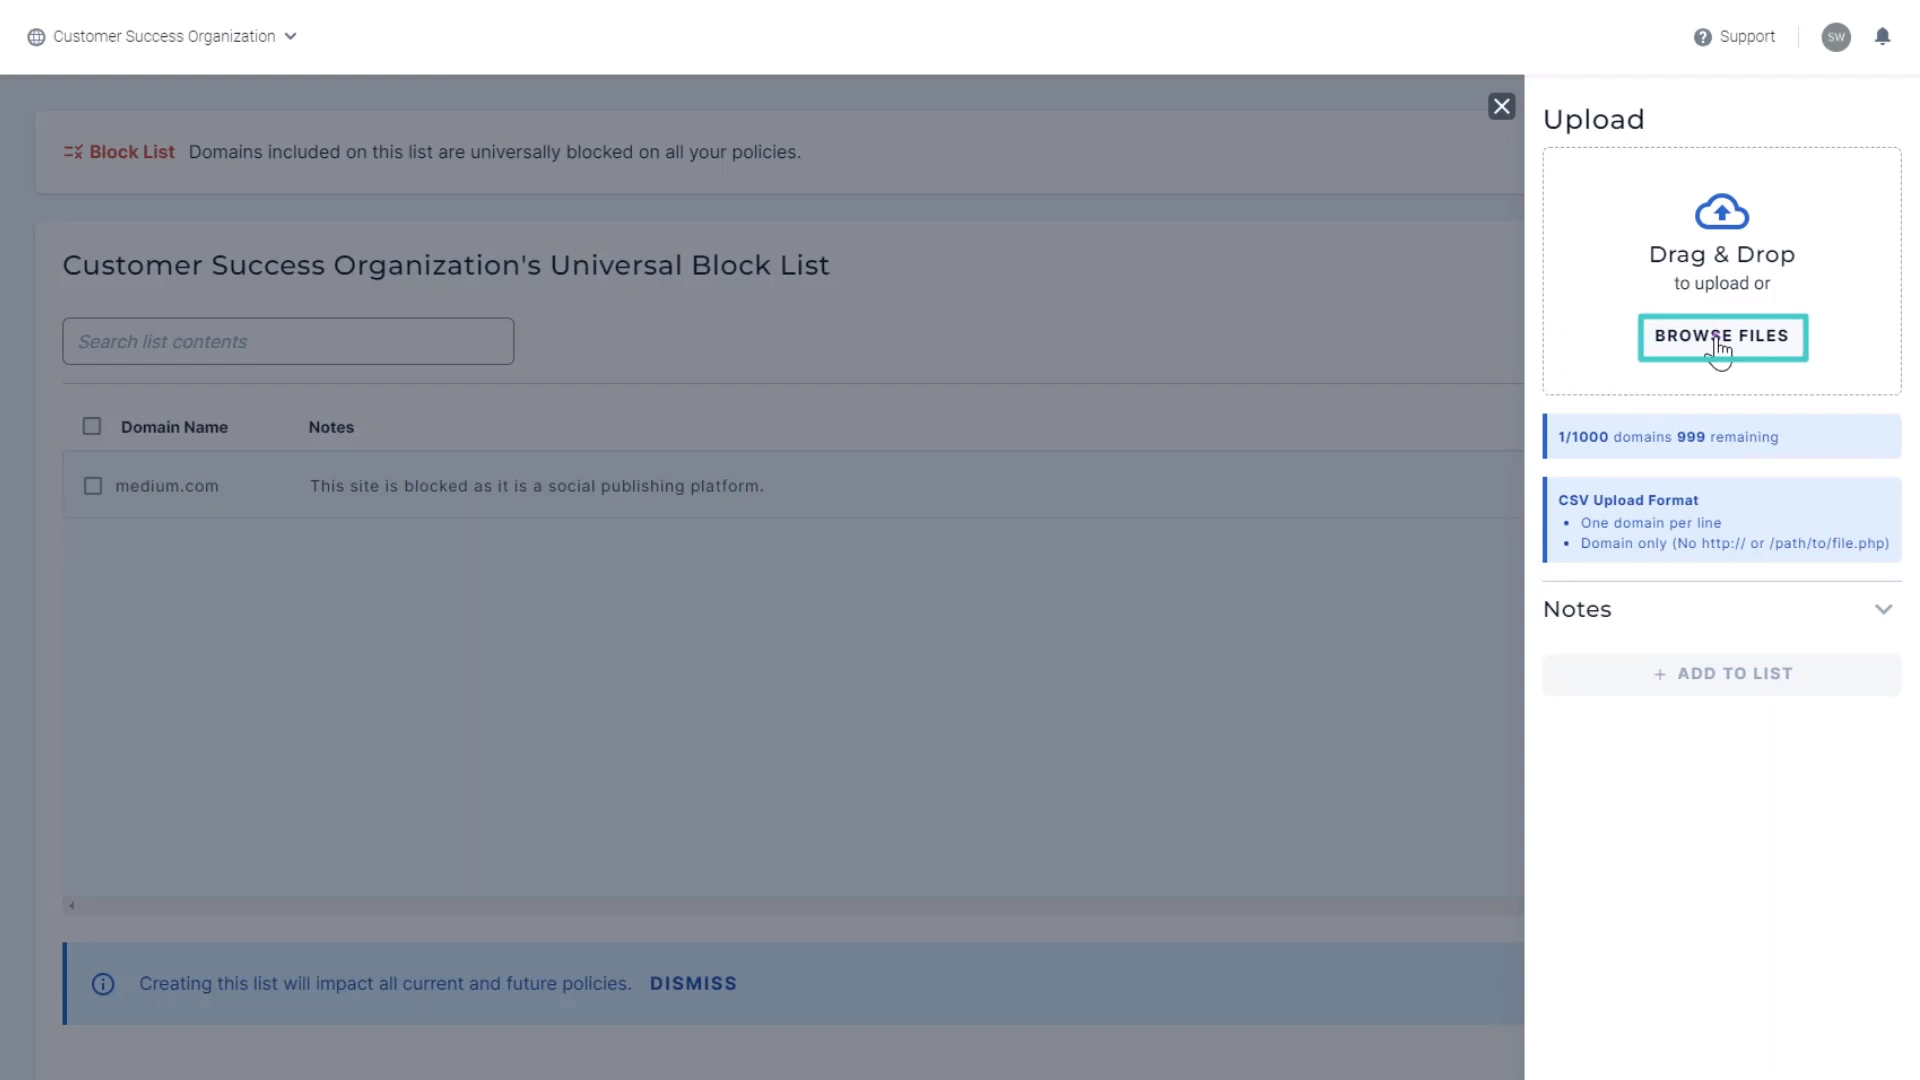 Customer Success Organization
Support
SW
Block List Domains included on this list are universally blocked on all your policies.
Customer Success Organization's Universal Block List
Search list contents
Domain Name Notes
medium.com This site is blocked as it is a social publishing platform.
Creating this list will impact all current and future policies. DISMISS
Upload
Drag & Drop
to upload or
BROWSE FILES
1/1000 domains 999 remaining
CSV Upload Format
• One domain per line
• Domain only (No http:// or /path/to/file.php)
Notes
+ ADD TO LIST